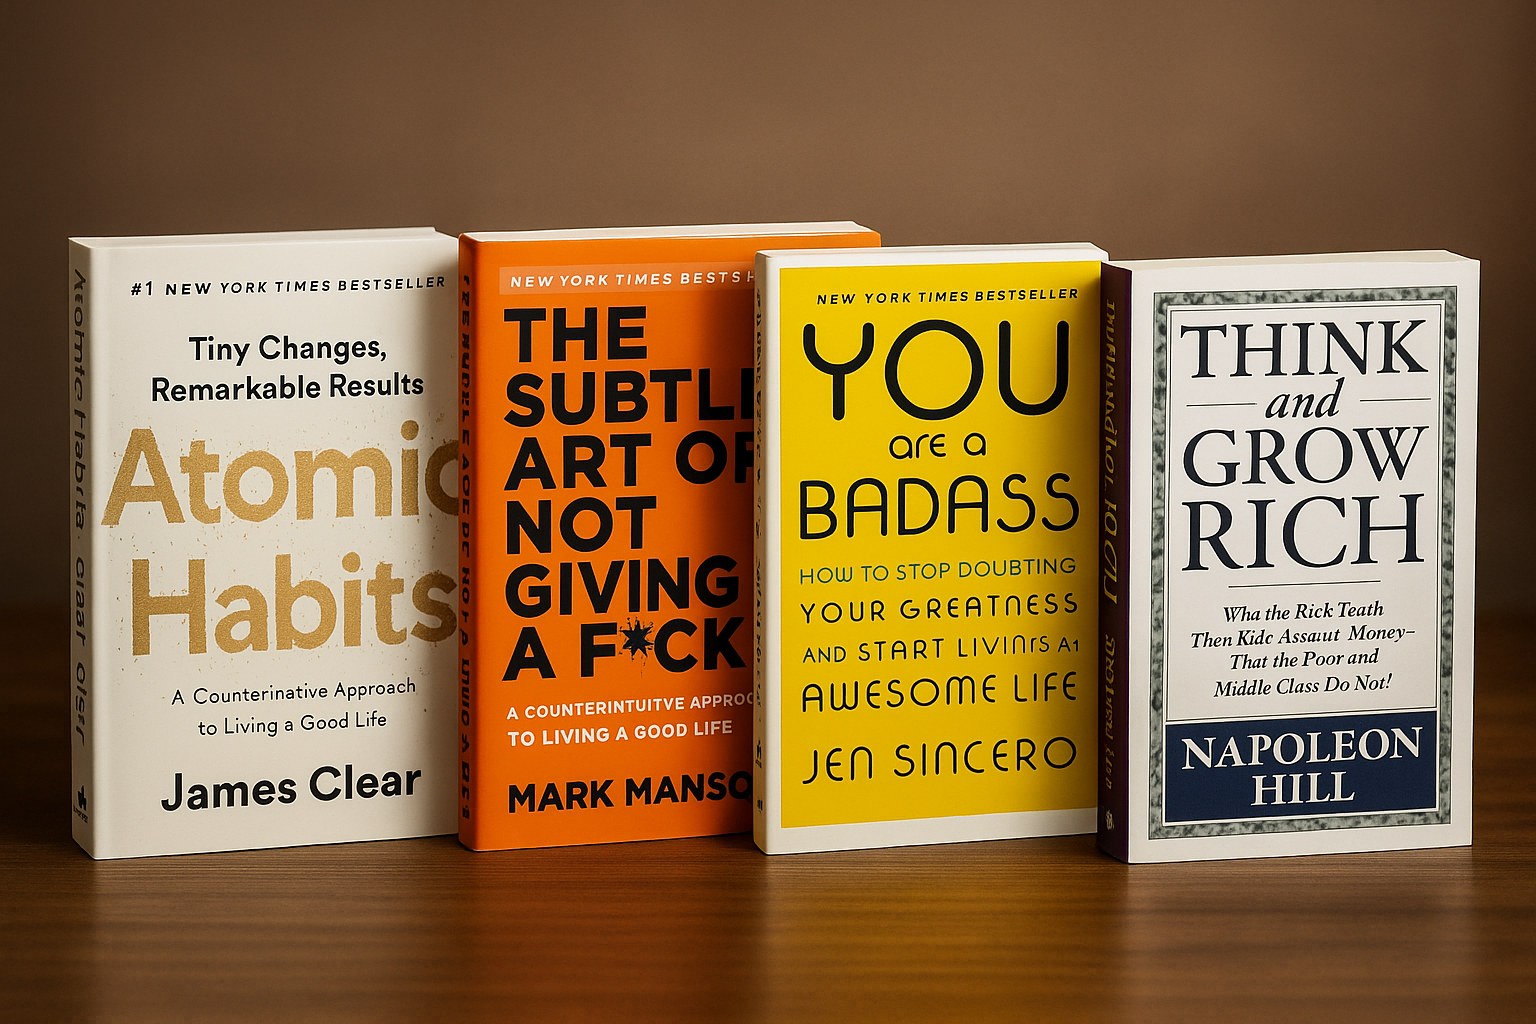 #1 NEW YORK TIMES BESTSELLER
Tiny Changes,
Remarkable Results
Atomic
Habits
A Counterinative Approach
to Living a Good Life
James Clear
NEW YORK TIMES BESTS
THE
SUBTLE
ART OF
NOT
GIVING
A F*CK
A COUNTERINTUITVE APPROC
TO LIVING A GOOD LIFE
MARK MANSO
NEW YORK TIMES BESTSELLER
YOU
are a
BADASS
HOW TO STOP DOUBTING
YOUR GREATNESS
AND START
AWESOME LIFE
JEN SINCERO
THINK
and
GROW
RICH
Wha the Rick Teath
Then Kidc Assaut Money–
That the Poor and
Middle Class Do Not!
NAPOLEON
HILL